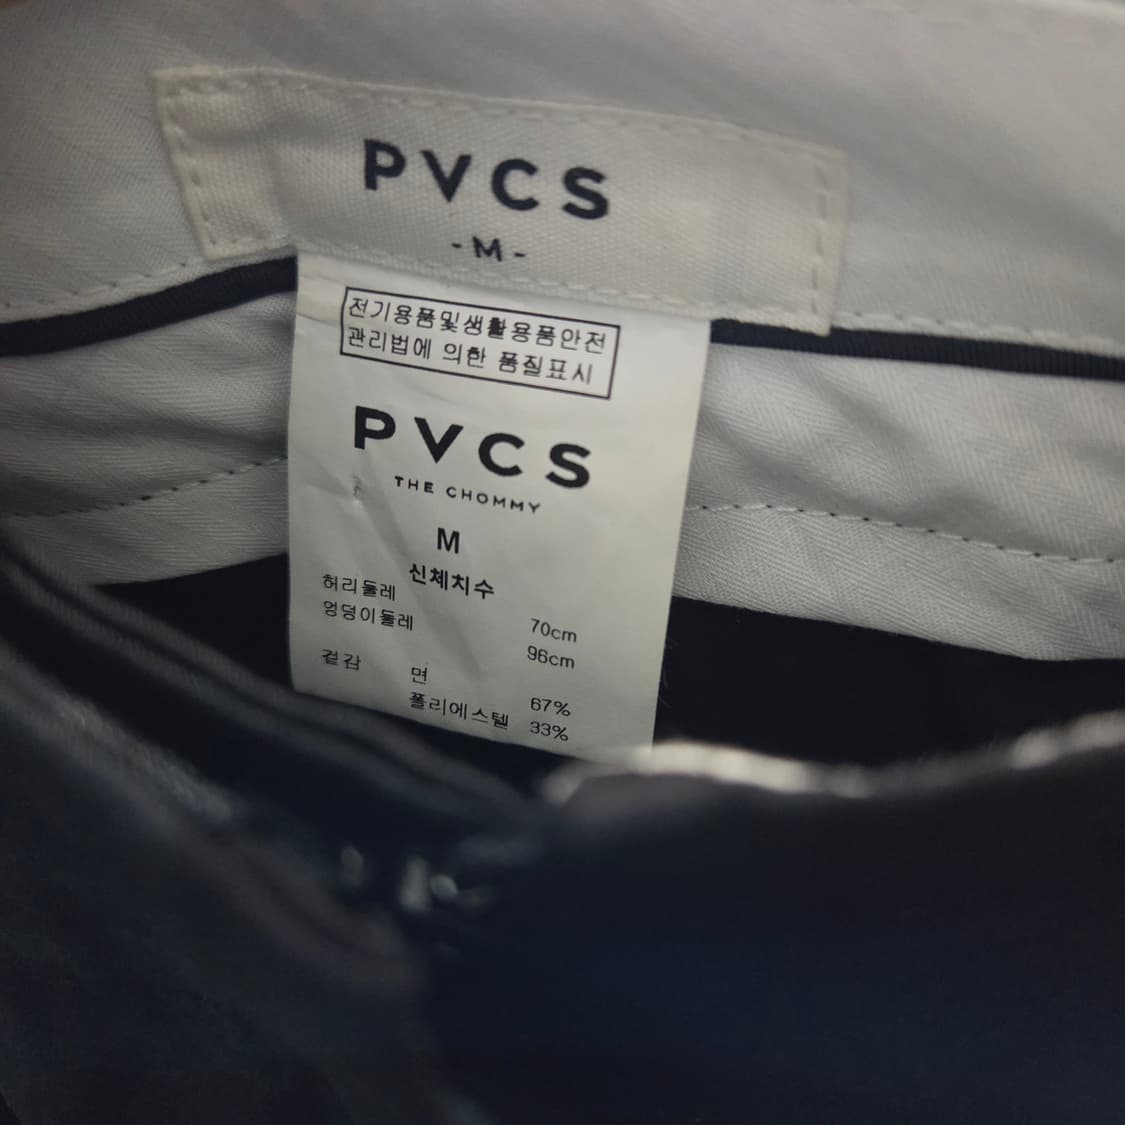 PVCS
-M-
전기용품및생활용품안전
관리법에 의한 품질표시
PVCS
THE CHOMMY
M
신체치수
허리둘레 70cm
엉덩이둘레 96cm
겉감 면 67%
폴리에스텔 33%